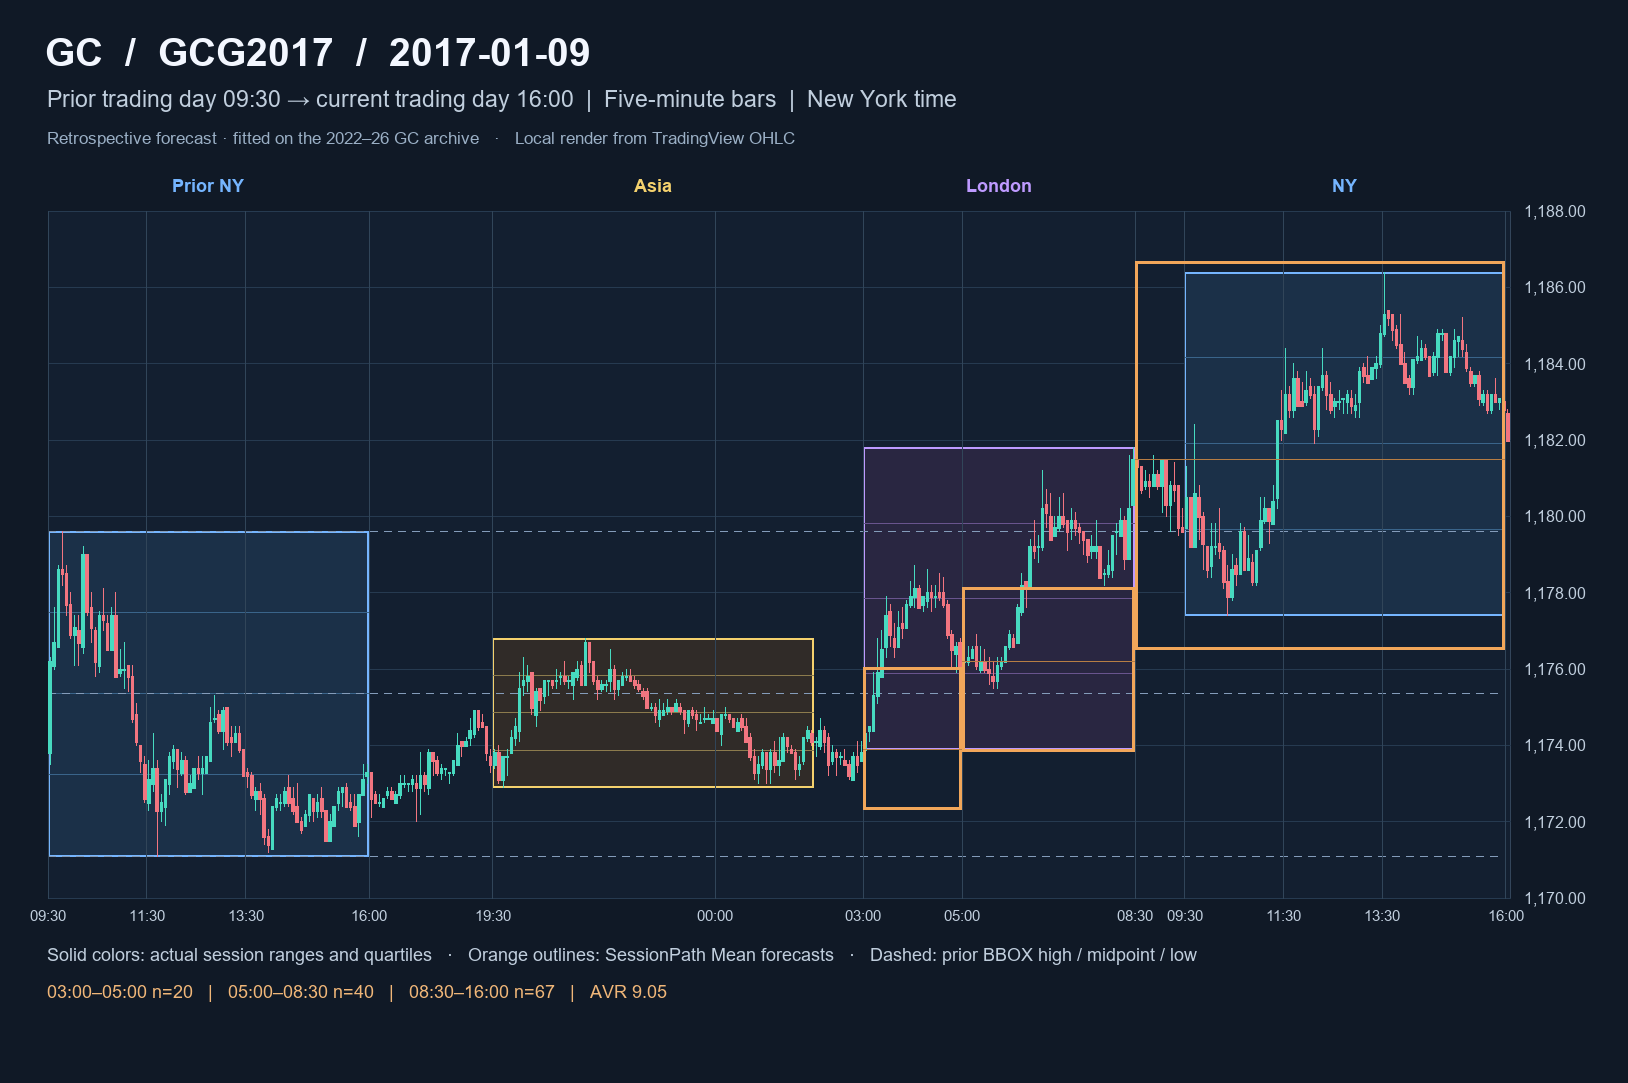 GC / GCG2017 / 2017-01-09
Prior trading day 09:30 → current trading day 16:00 | Five-minute bars | New York time
Retrospective forecast · fitted on the 2022–26 GC archive · Local render from TradingView OHLC
Prior NY Asia London NY
1,188.00
1,186.00
1,184.00
1,182.00
1,180.00
1,178.00
1,176.00
1,174.00
1,172.00
1,170.00
09:30 11:30 13:30 16:00 19:30 00:00 03:00 05:00 08:30 09:30 11:30 13:30 16:00
Solid colors: actual session ranges and quartiles · Orange outlines: SessionPath Mean forecasts · Dashed: prior BBOX high / midpoint / low
03:00–05:00 n=20 | 05:00–08:30 n=40 | 08:30–16:00 n=67 | AVR 9.05